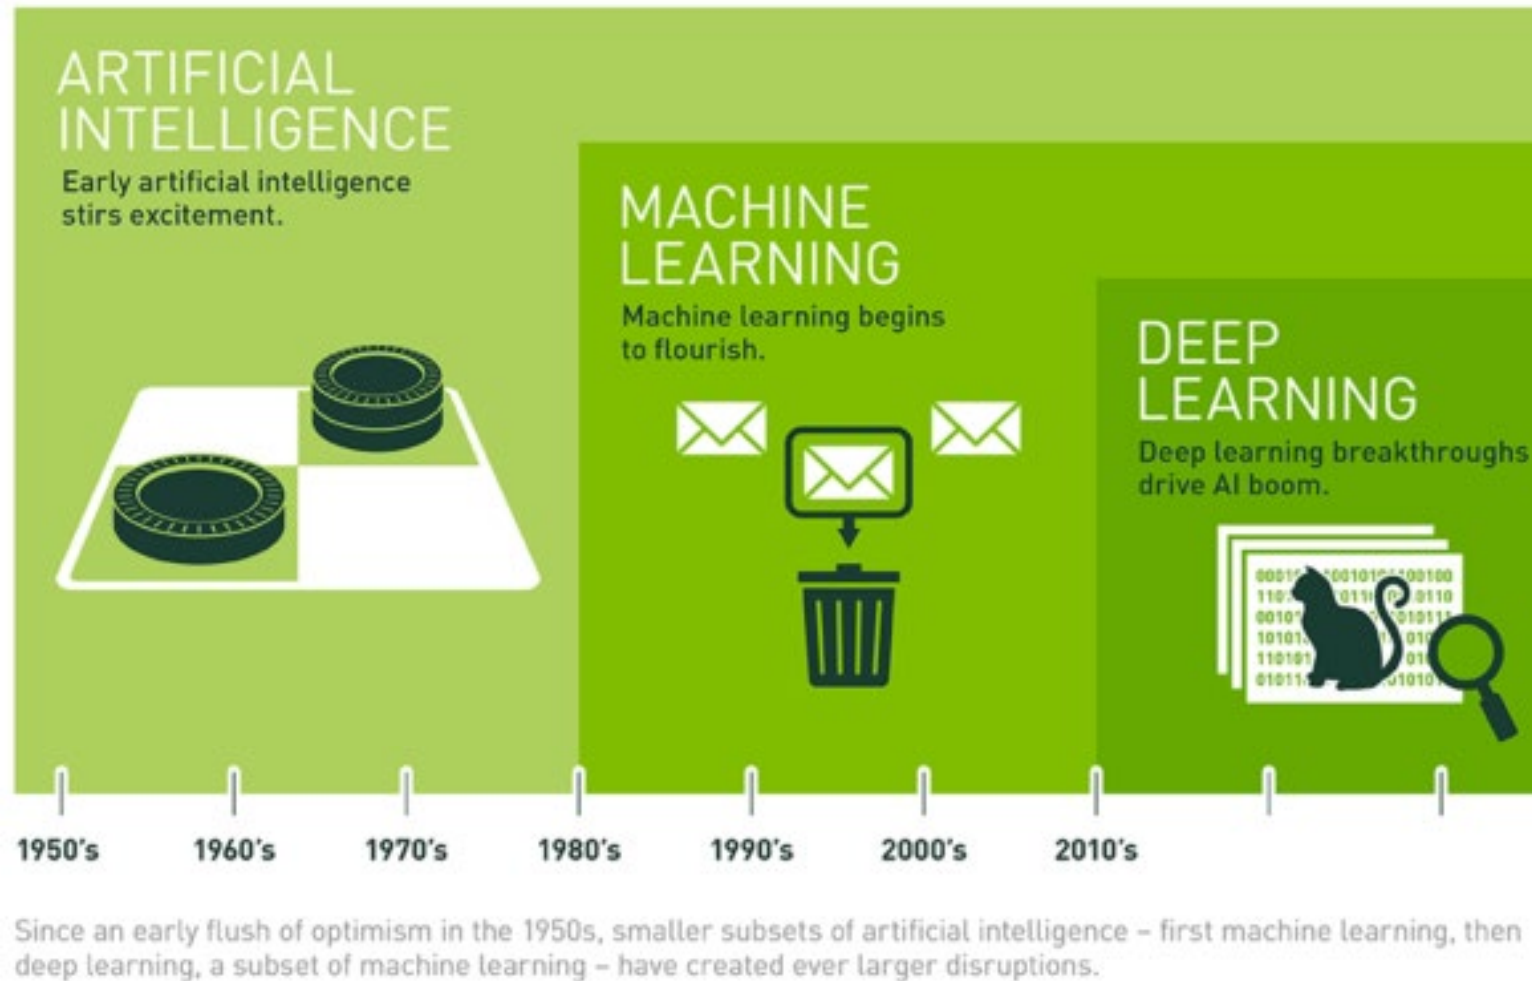 ARTIFICIAL
INTELLIGENCE
Early artificial intelligence
stirs excitement.
MACHINE
LEARNING
Machine learning begins
to flourish.
DEEP
LEARNING
Deep learning breakthroughs
drive AI boom.
1950's
1960's
1970's
1980's
1990's
2000's
2010's
Since an early flush of optimism in the 1950s, smaller subsets of artificial intelligence – first machine learning, then
deep learning, a subset of machine learning – have created ever larger disruptions.